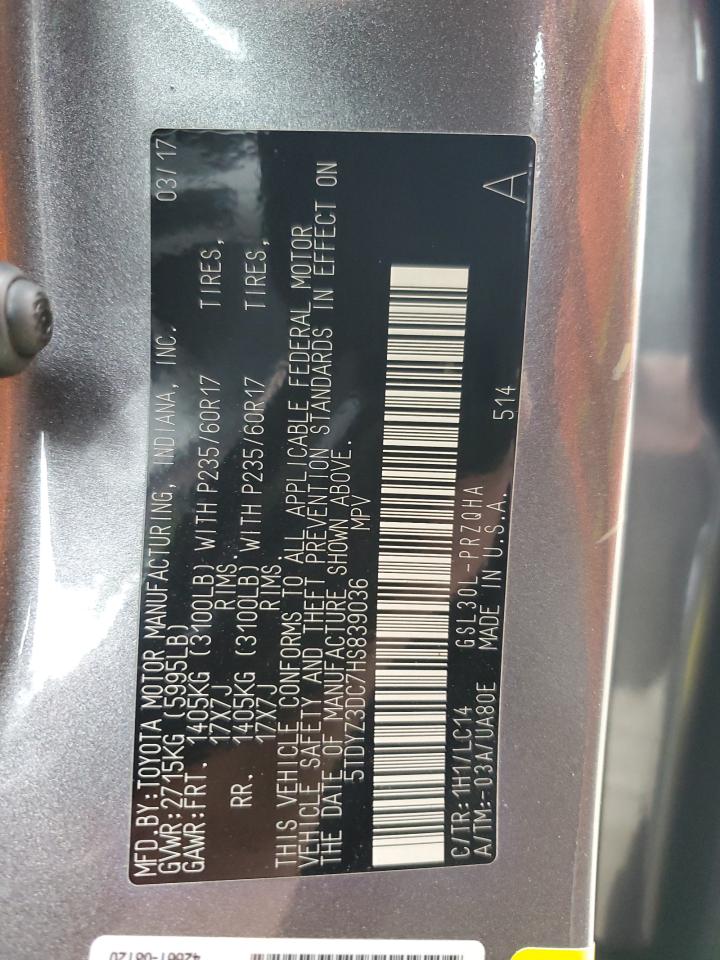 MFD.BY:TOYOTA MOTOR MANUFACTURING, INDIANA, INC. 03/17
GVWR:2715KG (5995LB)
GAWR:FRT. 1405KG (3100LB) WITH P235/60R17 TIRES,
17X7J RIMS.
RR. 1405KG (3100LB) WITH P235/60R17 TIRES,
17X7J RIMS,
THIS VEHICLE CONFORMS TO ALL APPLICABLE FEDERAL MOTOR
VEHICLE SAFETY AND THEFT PREVENTION STANDARDS IN EFFECT ON
THE DATE OF MANUFACTURE SHOWN ABOVE.
5TDYZ3DC7HS839036 MPV
C/TR:1H1/LC14 GSL30L-PRZQHA
A/TM:-03A/UA80E MADE IN U.S.A. 514 A
42661-08120